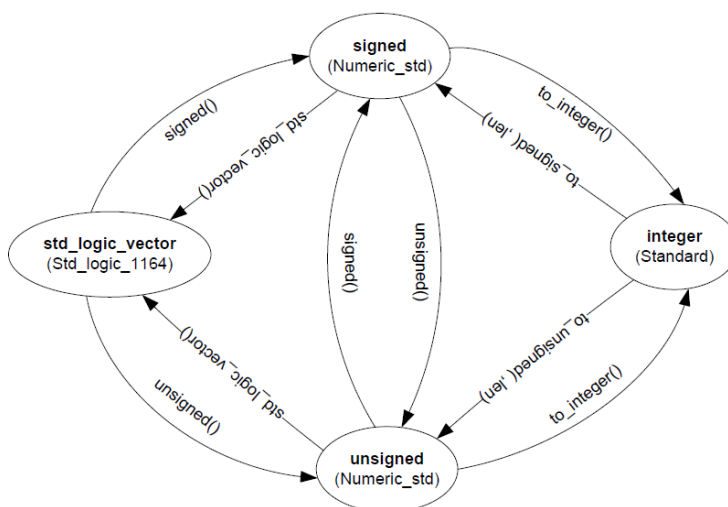 signed
(Numeric_std)
signed()
std_logic_vector()
to_signed( ,len)
to_integer()
std_logic_vector
(Std_logic_1164)
signed()
unsigned()
integer
(Standard)
unsigned()
std_logic_vector()
to_unsigned( ,len)
to_integer()
unsigned
(Numeric_std)